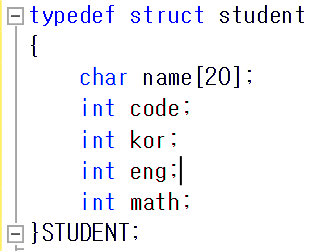 typedef struct student
{
    char name[20];
    int code;
    int kor;
    int eng;
    int math;
}STUDENT;